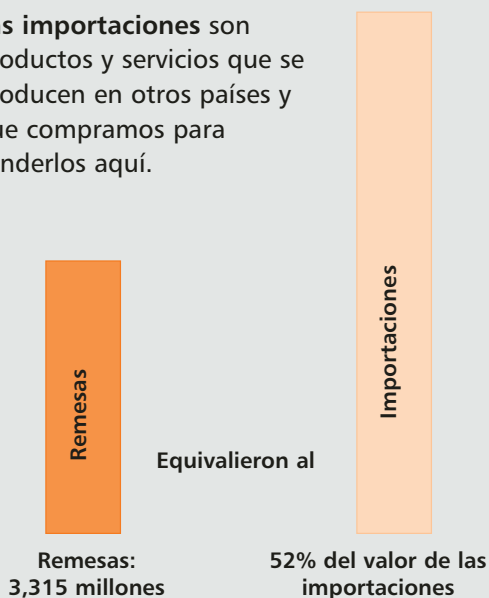 as importaciones son
oductos y servicios que se
oducen en otros países y
ue compramos para
nderlos aquí.
Remesas
Equivalieron al
Importaciones
Remesas:
3,315 millones
52% del valor de las
importaciones